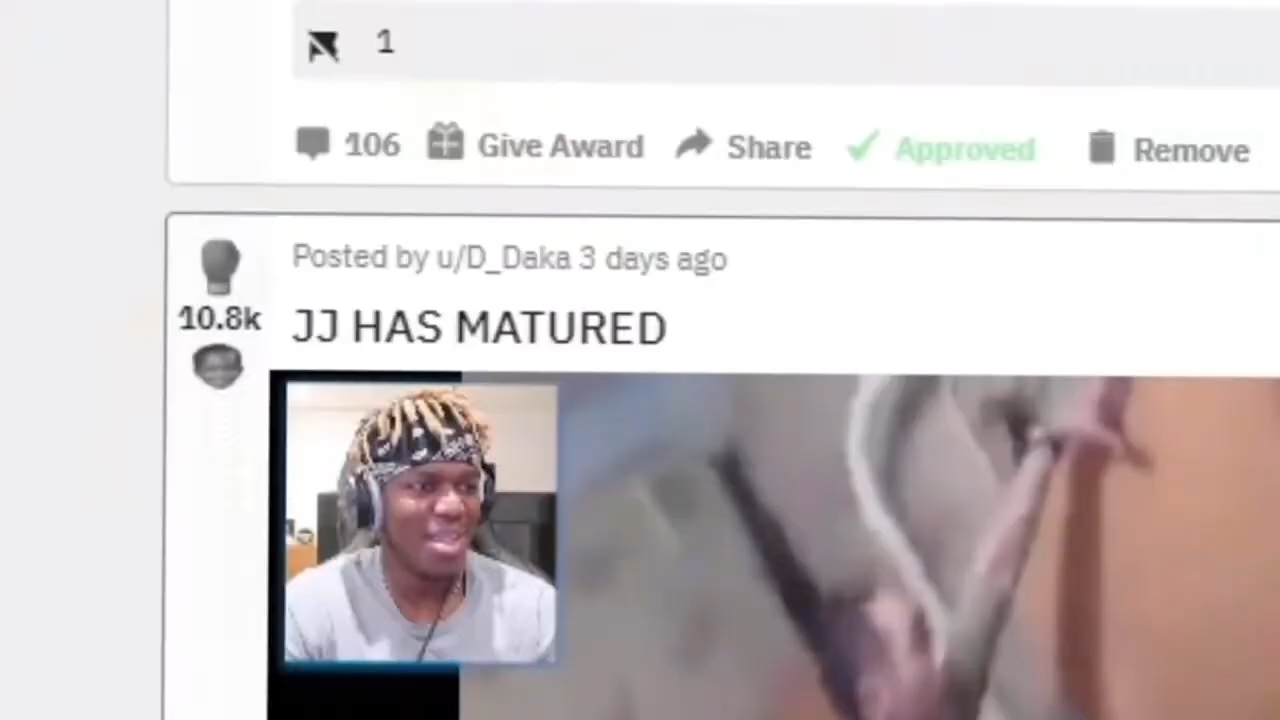 1
106 Give Award Share Approved Remove
Posted by u/D_Daka 3 days ago
10.8k
JJ HAS MATURED